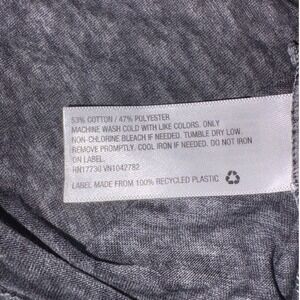 53% COTTON / 47% POLYESTER
MACHINE WASH COLD WITH LIKE COLORS. ONLY
NON-CHLORINE BLEACH IF NEEDED. TUMBLE DRY LOW.
REMOVE PROMPTLY. COOL IRON IF NEEDED. DO NOT IRON
ON LABEL.
RN17730 VN1042782
LABEL MADE FROM 100% RECYCLED PLASTIC